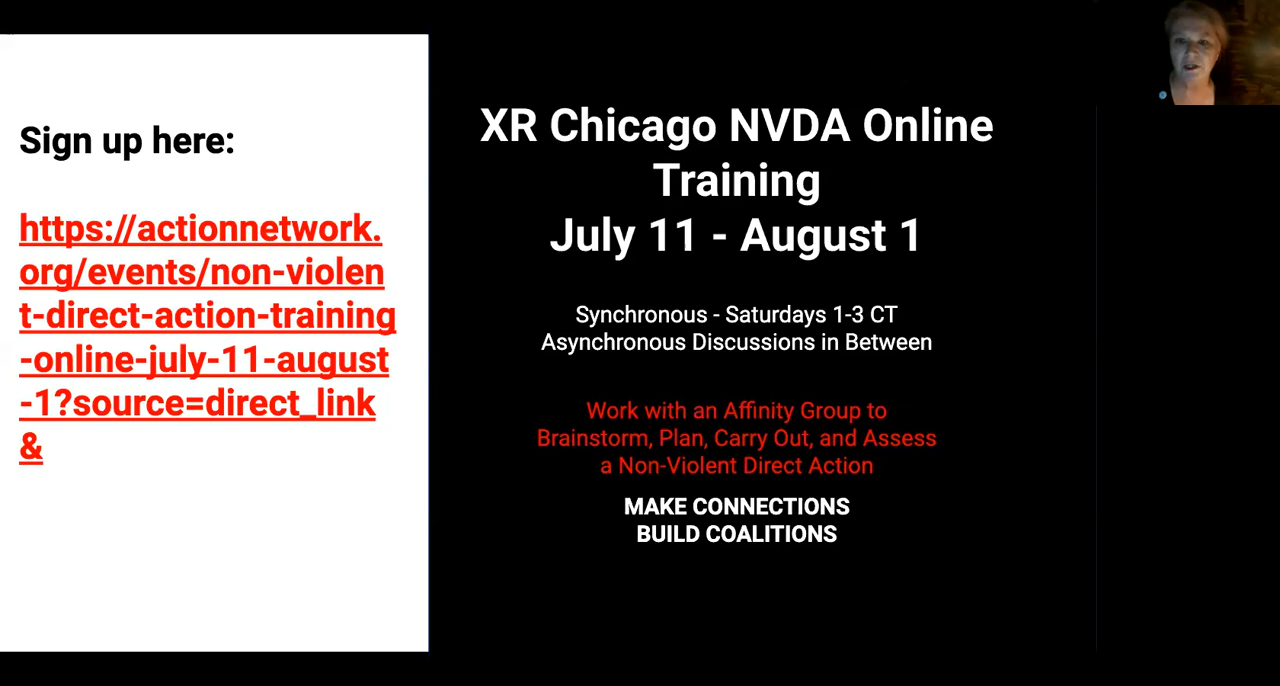 Sign up here:
https://actionnetwork.
org/events/non-violen
t-direct-action-training
-online-july-11-august
-1?source=direct_link
&
XR Chicago NVDA Online
Training
July 11 - August 1
Synchronous - Saturdays 1-3 CT
Asynchronous Discussions in Between
Work with an Affinity Group to
Brainstorm, Plan, Carry Out, and Assess
a Non-Violent Direct Action
MAKE CONNECTIONS
BUILD COALITIONS